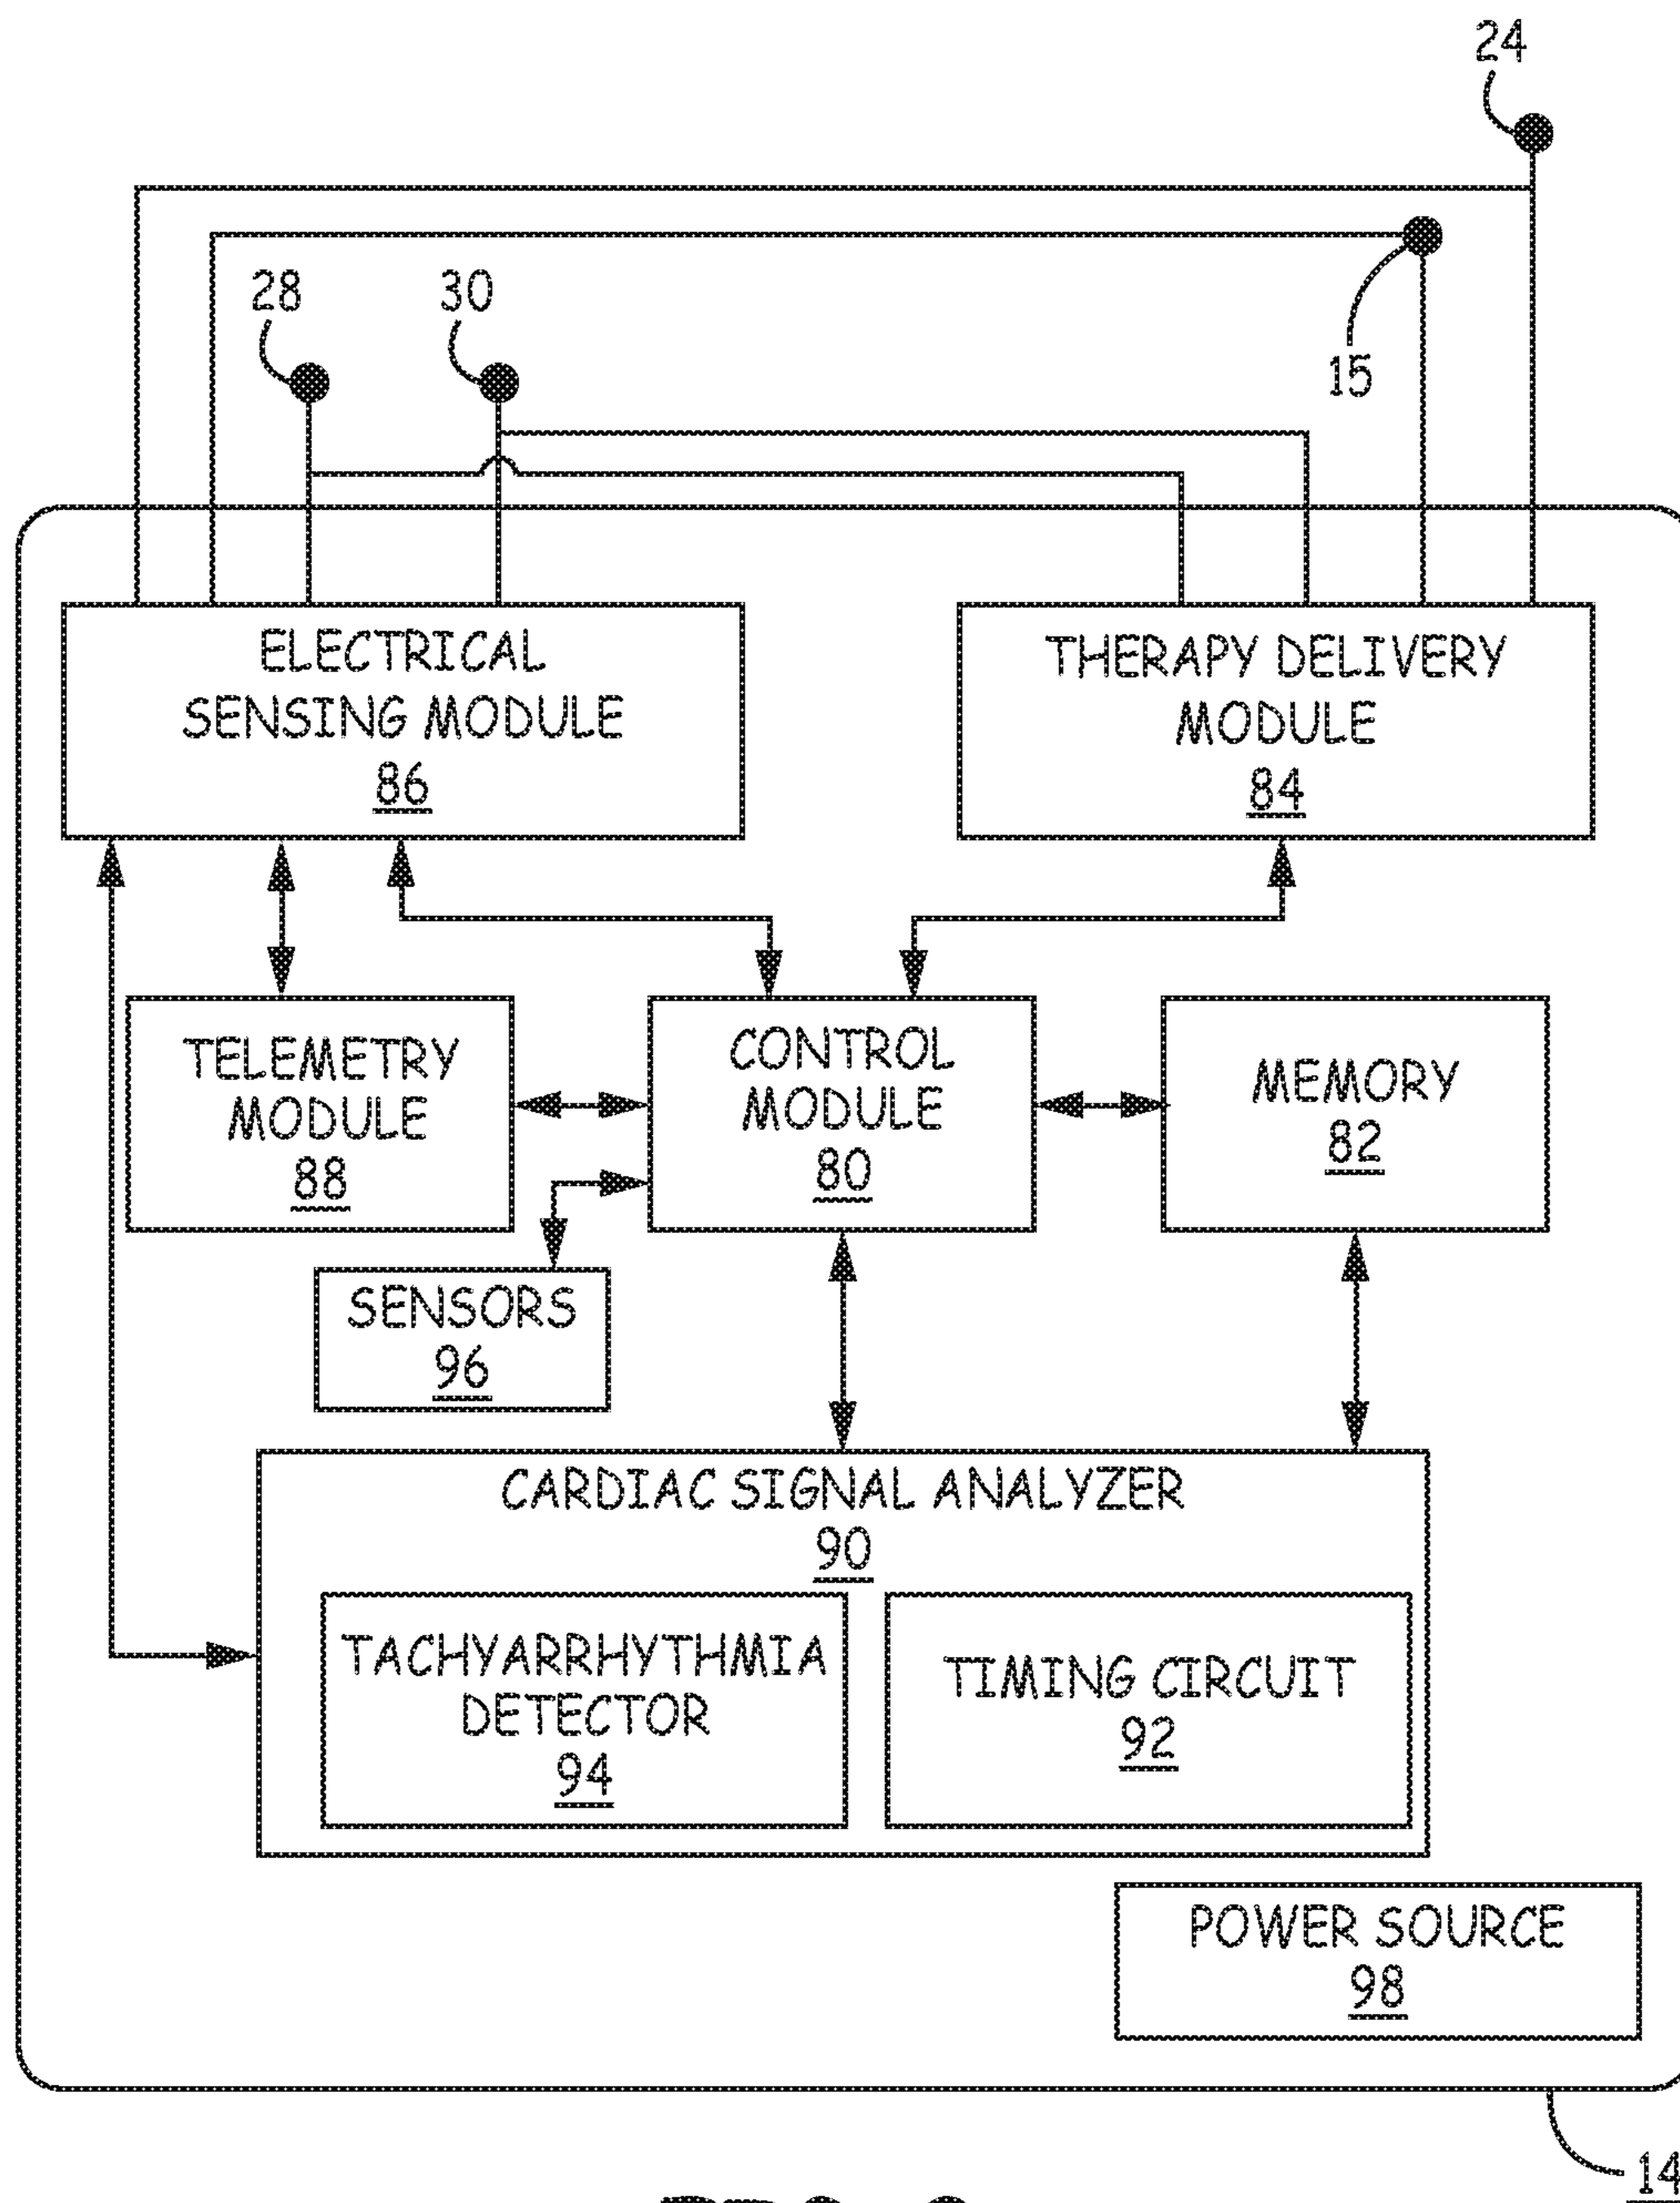 24
28
30
15
ELECTRICAL
SENSING MODULE
86
THERAPY DELIVERY
MODULE
84
TELEMETRY
MODULE
88
CONTROL
MODULE
80
MEMORY
82
SENSORS
96
CARDIAC SIGNAL ANALYZER
90
TACHYARRHYTHMIA
DETECTOR
94
TIMING CIRCUIT
92
POWER SOURCE
98
14